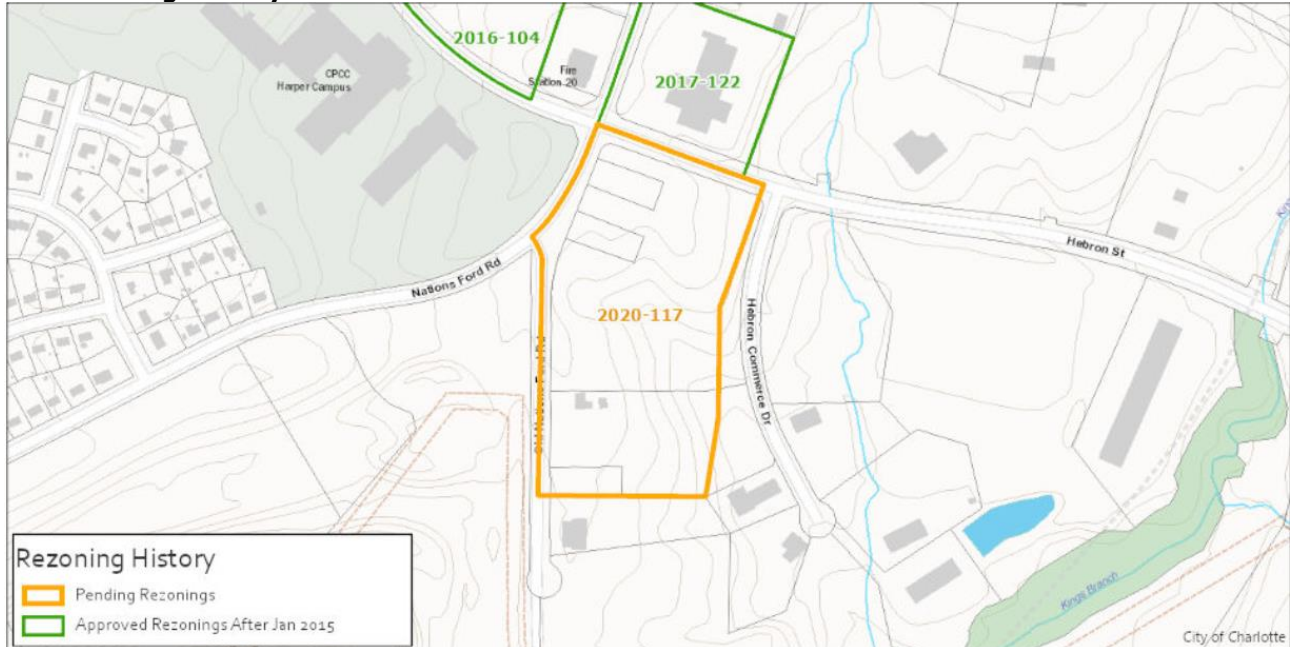 2016-104
Fire
Station 20
2017-122
CPCC
Harper Campus
Hebron St
Nations Ford Rd
2020-117
Hebron Commerce Dr
Kings Branch
Rezoning History
Pending Rezonings
Approved Rezonings After Jan 2015
City of Charlotte